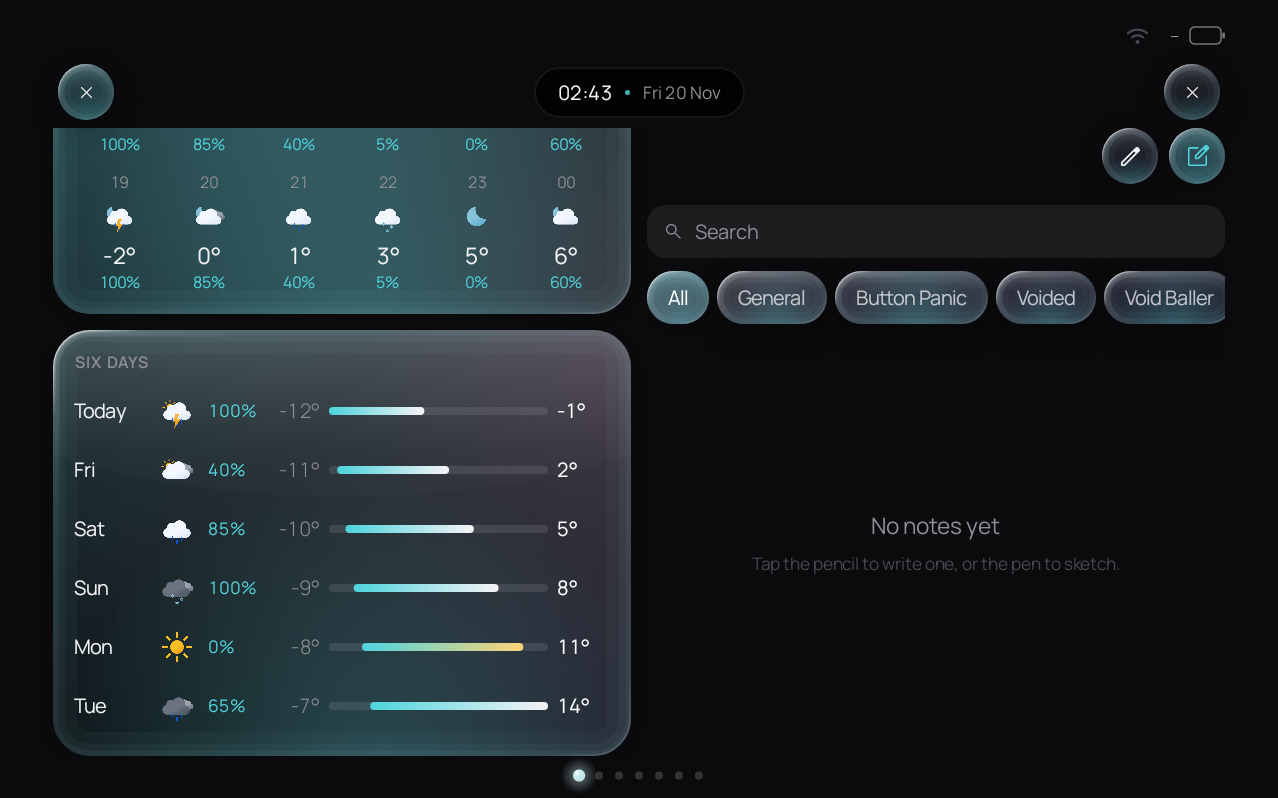 –
02:43 • Fri 20 Nov
100% 85% 40% 5% 0% 60%
19 20 21 22 23 00
-2° 0° 1° 3° 5° 6°
100% 85% 40% 5% 0% 60%
SIX DAYS
Today 100% -12° -1°
Fri 40% -11° 2°
Sat 85% -10° 5°
Sun 100% -9° 8°
Mon 0% -8° 11°
Tue 65% -7° 14°
Search
All General Button Panic Voided Void Baller
No notes yet
Tap the pencil to write one, or the pen to sketch.